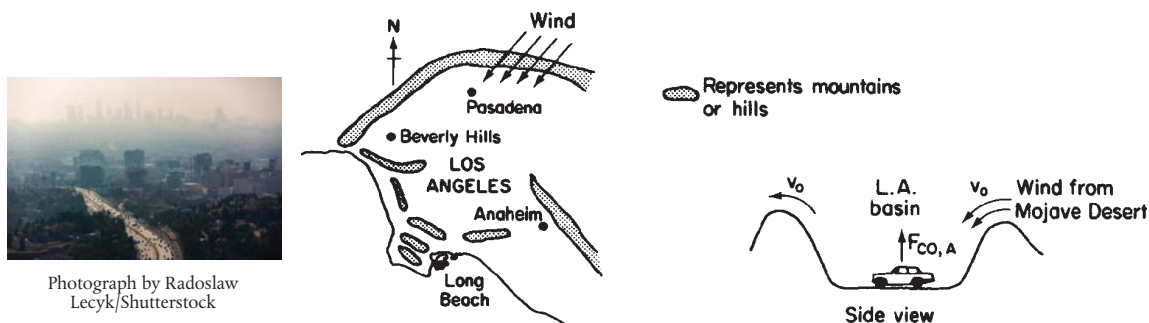 Photograph by Radoslaw
Lecyk/Shutterstock
N
Wind
Pasadena
Beverly Hills
LOS
ANGELES
Anaheim
Long
Beach
Represents mountains
or hills
v₀
L.A.
basin
v₀
Wind from
Mojave Desert
F_CO, A
Side view